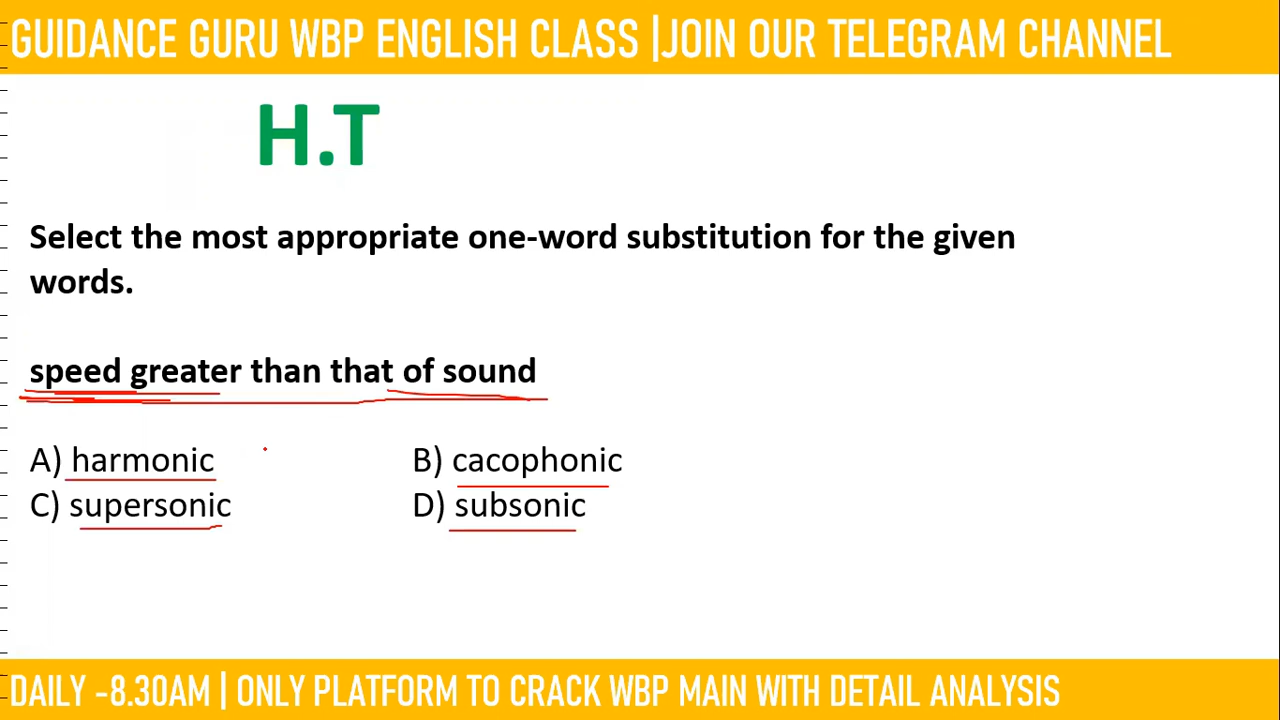 GUIDANCE GURU WBP ENGLISH CLASS |JOIN OUR TELEGRAM CHANNEL
H.T
Select the most appropriate one-word substitution for the given
words.
speed greater than that of sound
A) harmonic B) cacophonic
C) supersonic D) subsonic
DAILY -8.30AM | ONLY PLATFORM TO CRACK WBP MAIN WITH DETAIL ANALYSIS